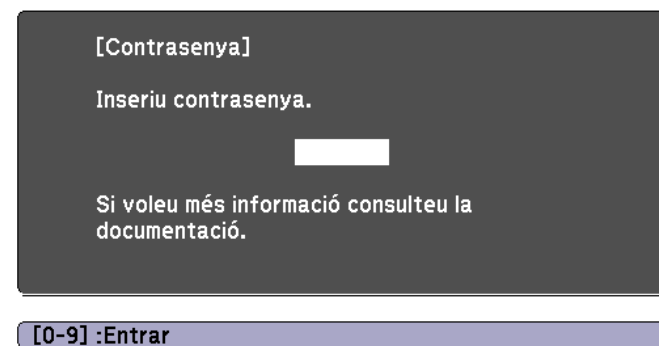 [Contrasenya]
Inseriu contrasenya.
Si voleu més informació consulteu la
documentació.
[0-9] :Entrar